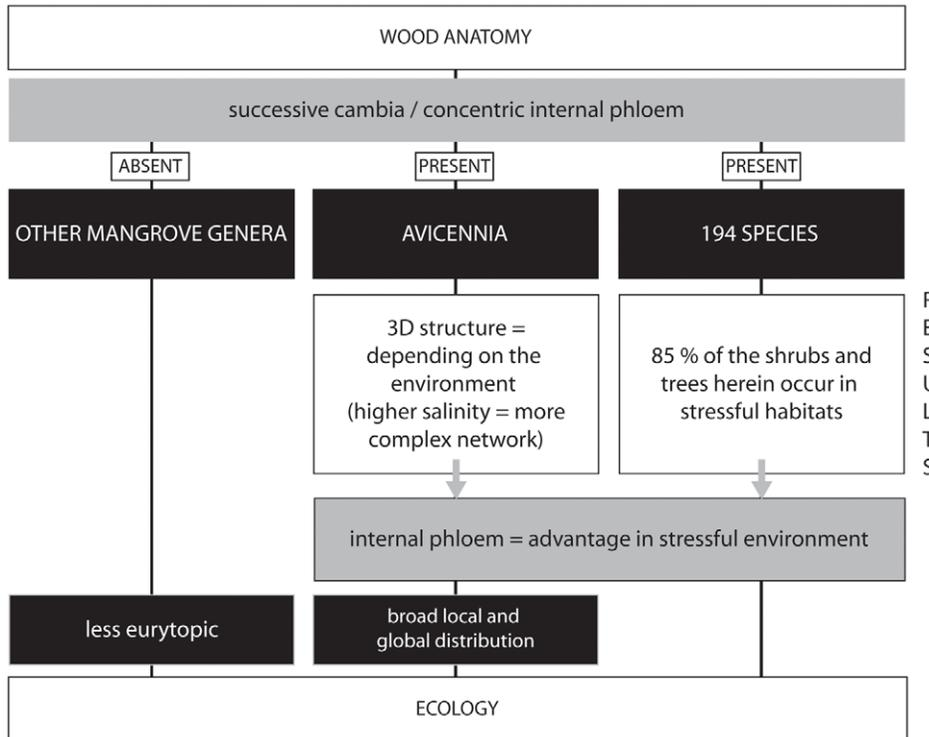 WOOD ANATOMY
successive cambia / concentric internal phloem
ABSENT
PRESENT
PRESENT
OTHER MANGROVE GENERA
AVICENNIA
194 SPECIES
3D structure =
depending on the
environment
(higher salinity = more
complex network)
85 % of the shrubs and
trees herein occur in
stressful habitats
R
E
S
U
L
T
S
internal phloem = advantage in stressful environment
less eurytopic
broad local and
global distribution
ECOLOGY